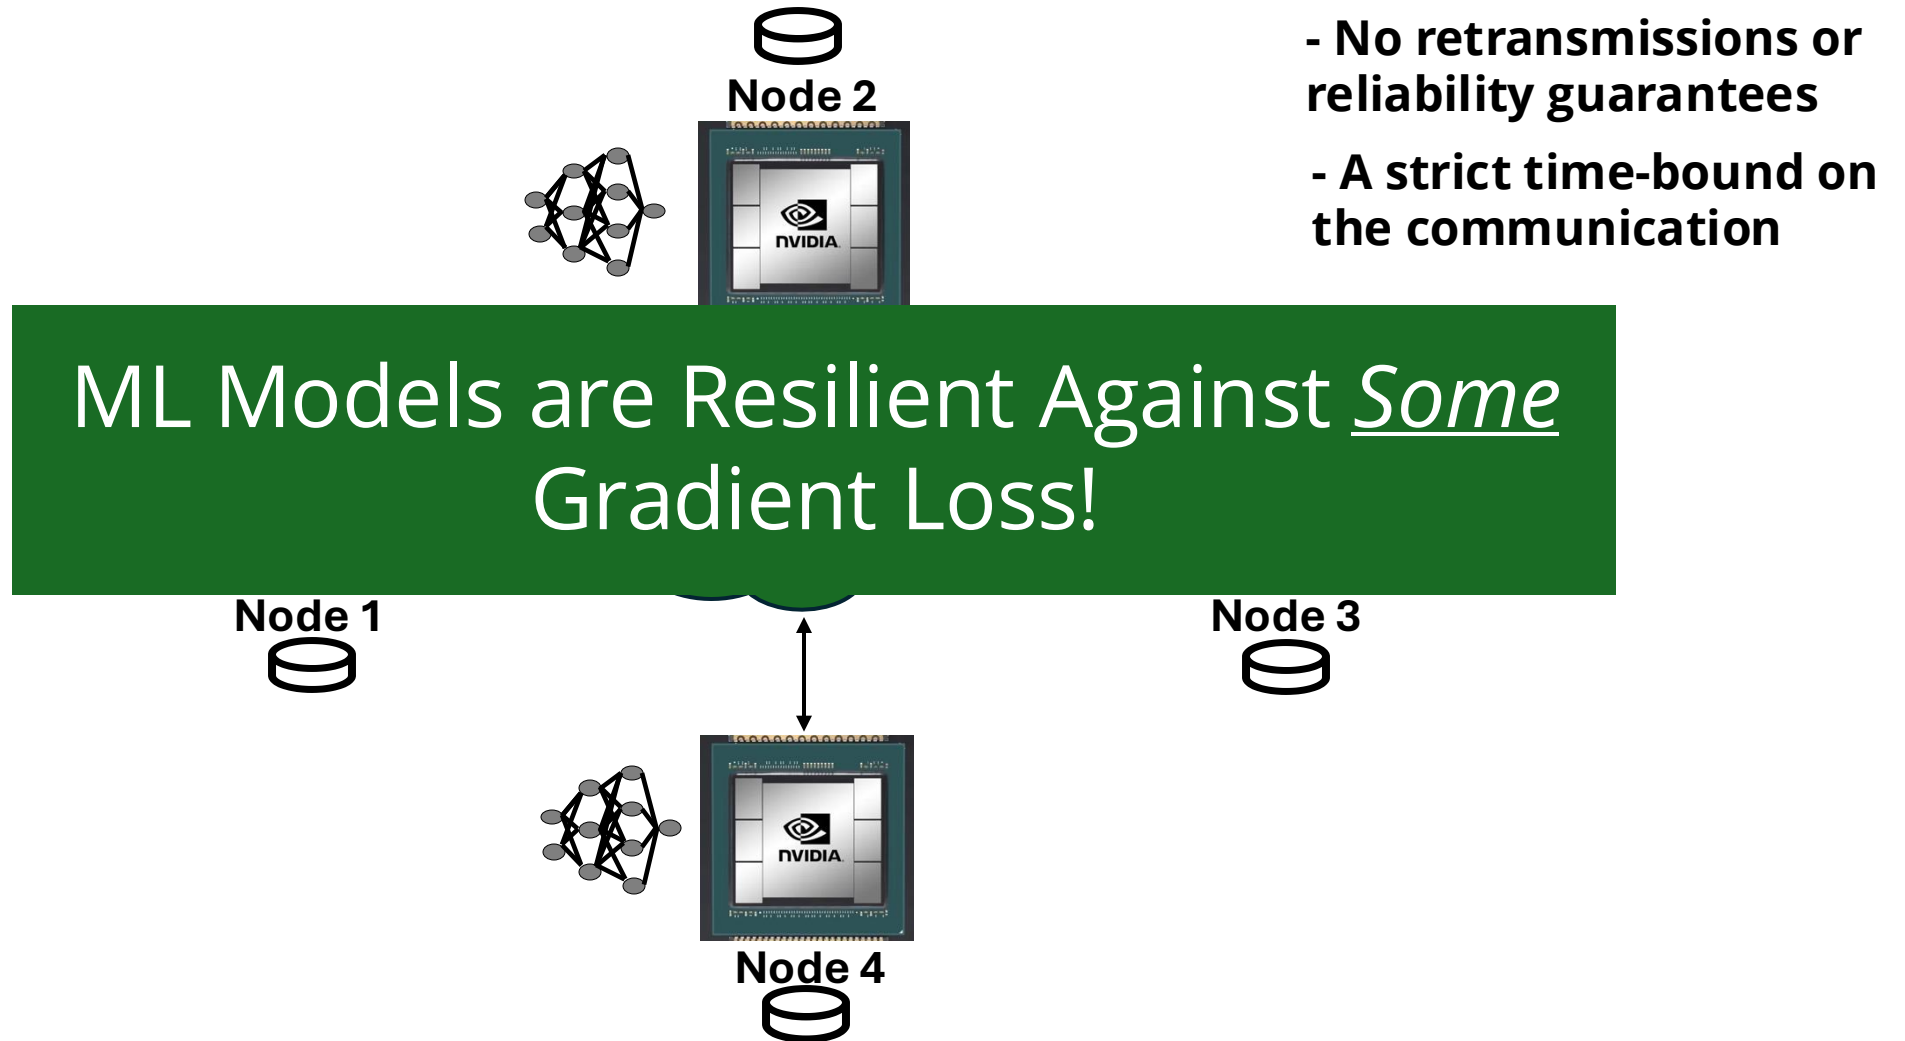 - No retransmissions or
reliability guarantees
- A strict time-bound on
the communication
Node 2
NVIDIA
ML Models are Resilient Against Some
Gradient Loss!
Node 1
Node 3
NVIDIA
Node 4